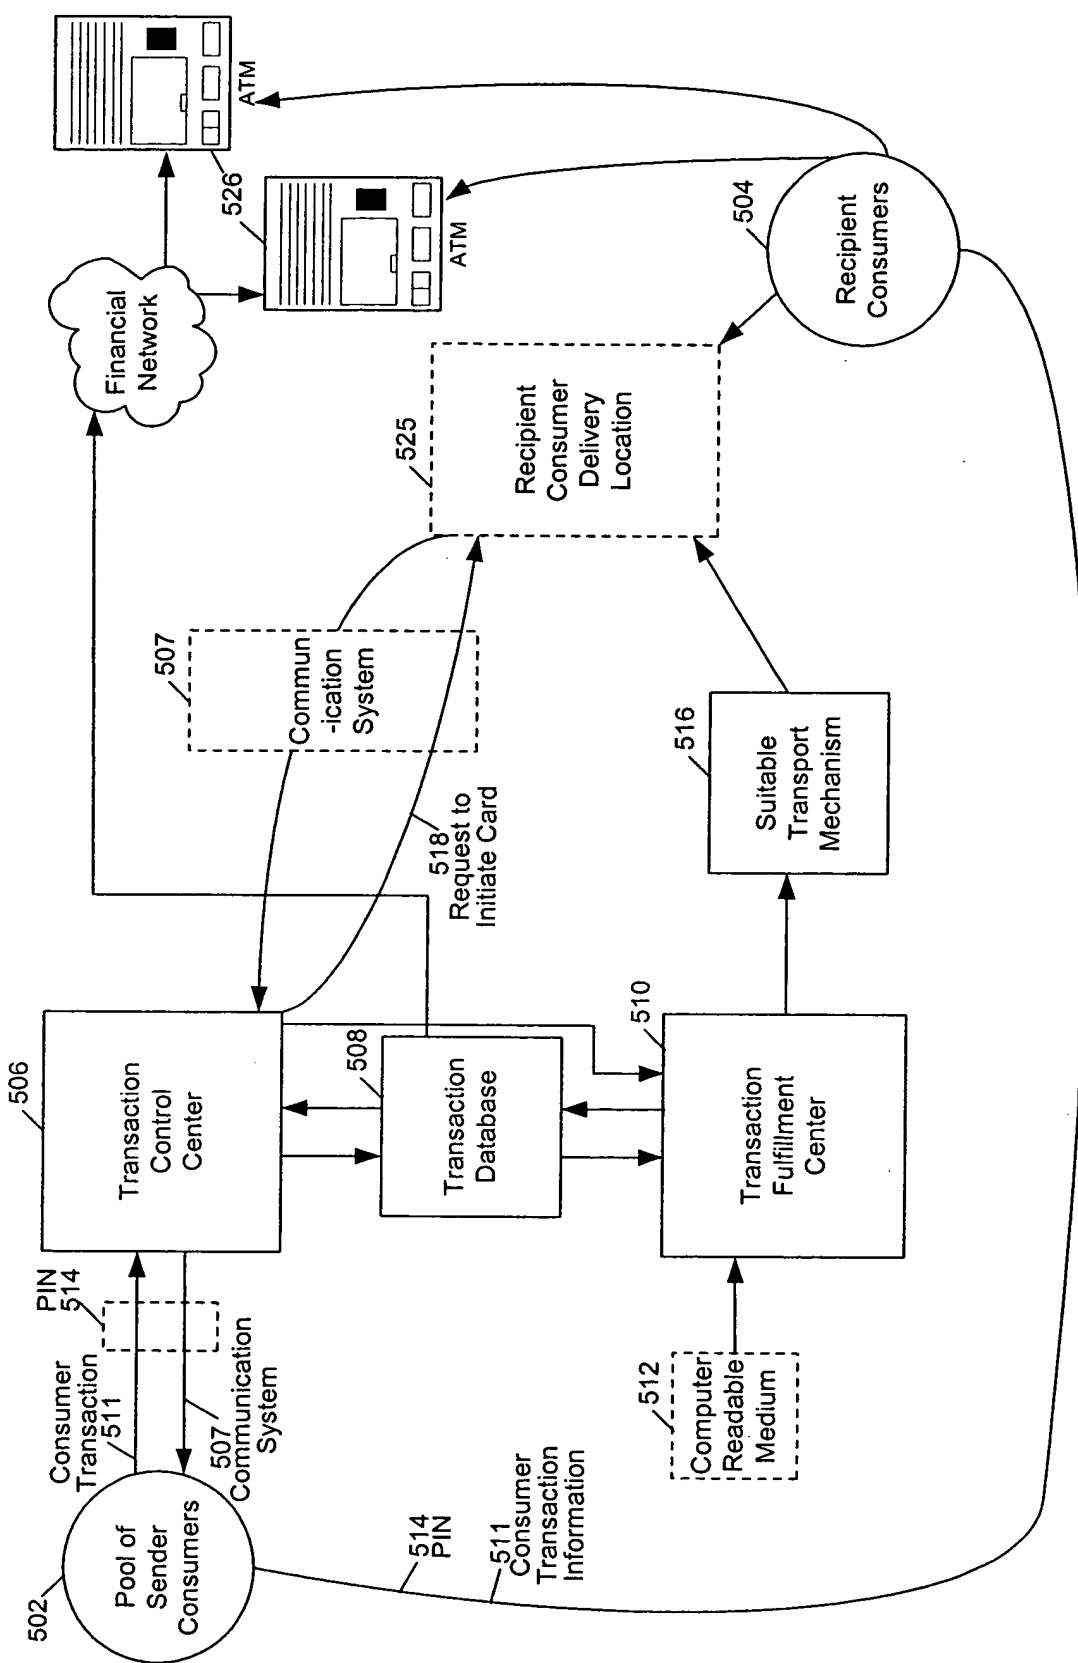 502
Pool of
Sender
Consumers
Consumer
Transaction
511
PIN
514
507
Communication
System
506
Transaction
Control
Center
508
Transaction
Database
510
Transaction
Fulfillment
Center
512
Computer
Readable
Medium
514
PIN
511
Consumer
Transaction
Information
518
Request to
Initiate Card
507
Commun
-ication
System
516
Suitable
Transport
Mechanism
525
Recipient
Consumer
Delivery
Location
Financial
Network
526
ATM
ATM
504
Recipient
Consumers